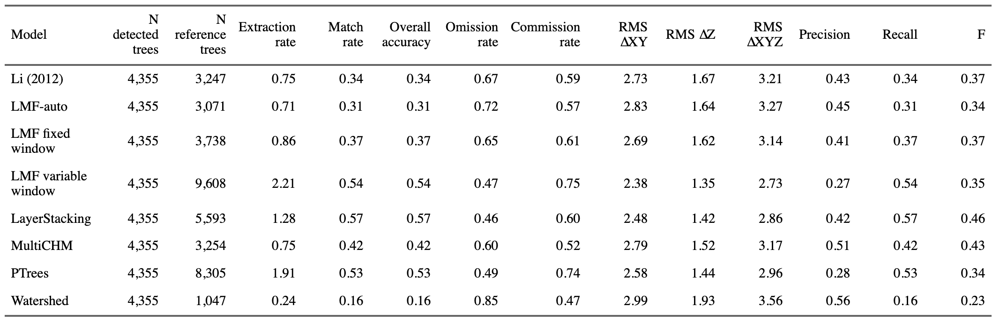 Model N detected trees N reference trees Extraction rate Match rate Overall accuracy Omission rate Commission rate RMS ΔXY RMS ΔZ RMS ΔXYZ Precision Recall F
Li (2012) 4,355 3,247 0.75 0.34 0.34 0.67 0.59 2.73 1.67 3.21 0.43 0.34 0.37
LMF-auto 4,355 3,071 0.71 0.31 0.31 0.72 0.57 2.83 1.64 3.27 0.45 0.31 0.34
LMF fixed window 4,355 3,738 0.86 0.37 0.37 0.65 0.61 2.69 1.62 3.14 0.41 0.37 0.37
LMF variable window 4,355 9,608 2.21 0.54 0.54 0.47 0.75 2.38 1.35 2.73 0.27 0.54 0.35
LayerStacking 4,355 5,593 1.28 0.57 0.57 0.46 0.60 2.48 1.42 2.86 0.42 0.57 0.46
MultiCHM 4,355 3,254 0.75 0.42 0.42 0.60 0.52 2.79 1.52 3.17 0.51 0.42 0.43
PTrees 4,355 8,305 1.91 0.53 0.53 0.49 0.74 2.58 1.44 2.96 0.28 0.53 0.34
Watershed 4,355 1,047 0.24 0.16 0.16 0.85 0.47 2.99 1.93 3.56 0.56 0.16 0.23